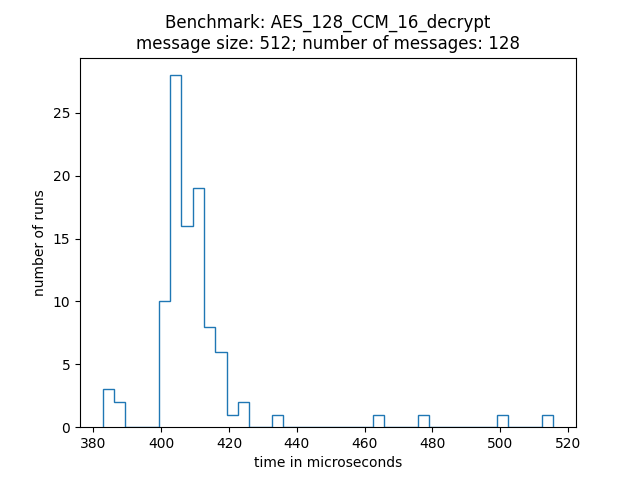 Benchmark: AES_128_CCM_16_decrypt
message size: 512; number of messages: 128
number of runs
25
20
15
10
5
0
380 400 420 440 460 480 500 520
time in microseconds